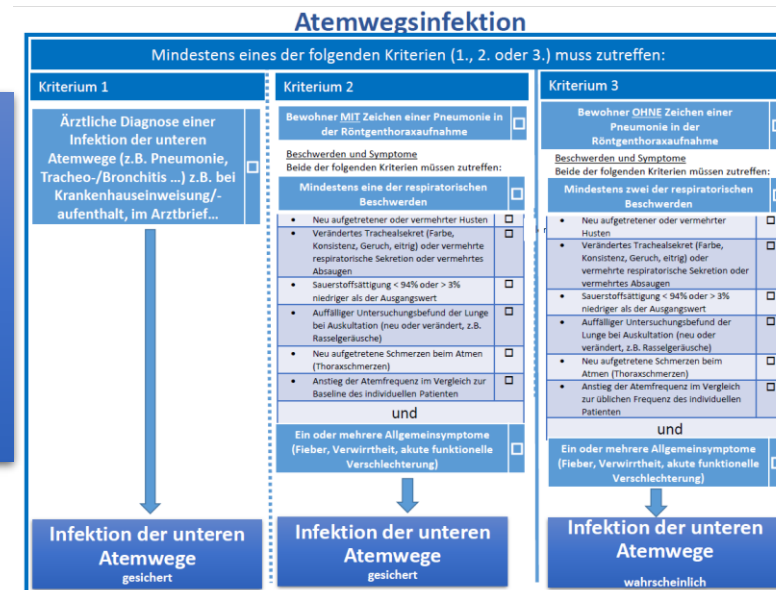 Atemwegsinfektion
Mindestens eines der folgenden Kriterien (1., 2. oder 3.) muss zutreffen:
Kriterium 1
Ärztliche Diagnose einer
Infektion der unteren
Atemwege (z.B. Pneumonie,
Tracheo-/Bronchitis ...) z.B. bei
Krankenhauseinweisung/-
aufenthalt, im Arztbrief...
Infektion der unteren
Atemwege
gesichert
Kriterium 2
Bewohner MIT Zeichen einer Pneumonie in
der Röntgenthoraxaufnahme
Beschwerden und Symptome
Beide der folgenden Kriterien müssen zutreffen:
Mindestens eine der respiratorischen
Beschwerden
• Neu aufgetretener oder vermehrter Husten
• Verändertes Trachealsekret (Farbe,
Konsistenz, Geruch, eitrig) oder vermehrte
respiratorische Sekretion oder vermehrtes
Absaugen
• Sauerstoffsättigung < 94% oder > 3%
niedriger als der Ausgangswert
• Auffälliger Untersuchungsbefund der Lunge
bei Auskultation (neu oder verändert, z.B.
Rasselgeräusche)
• Neu aufgetretene Schmerzen beim Atmen
(Thoraxschmerzen)
• Anstieg der Atemfrequenz im Vergleich zur
Baseline des individuellen Patienten
und
Ein oder mehrere Allgemeinsymptome
(Fieber, Verwirrtheit, akute funktionelle
Verschlechterung)
Infektion der unteren
Atemwege
gesichert
Kriterium 3
Bewohner OHNE Zeichen einer
Pneumonie in der
Röntgenthoraxaufnahme
Beschwerden und Symptome
Beide der folgenden Kriterien müssen zutreffen:
Mindestens zwei der respiratorischen
Beschwerden
• Neu aufgetretener oder vermehrter
Husten
• Verändertes Trachealsekret (Farbe,
Konsistenz, Geruch, eitrig) oder
vermehrte respiratorische Sekretion oder
vermehrtes Absaugen
• Sauerstoffsättigung < 94% oder > 3%
niedriger als der Ausgangswert
• Auffälliger Untersuchungsbefund der
Lunge bei Auskultation (neu oder
verändert, z.B. Rasselgeräusche)
• Neu aufgetretene Schmerzen beim
Atmen (Thoraxschmerzen)
• Anstieg der Atemfrequenz im Vergleich
zur üblichen Frequenz des individuellen
Patienten
und
Ein oder mehrere Allgemeinsymptome
(Fieber, Verwirrtheit, akute funktionelle
Verschlechterung)
Infektion der unteren
Atemwege
wahrscheinlich